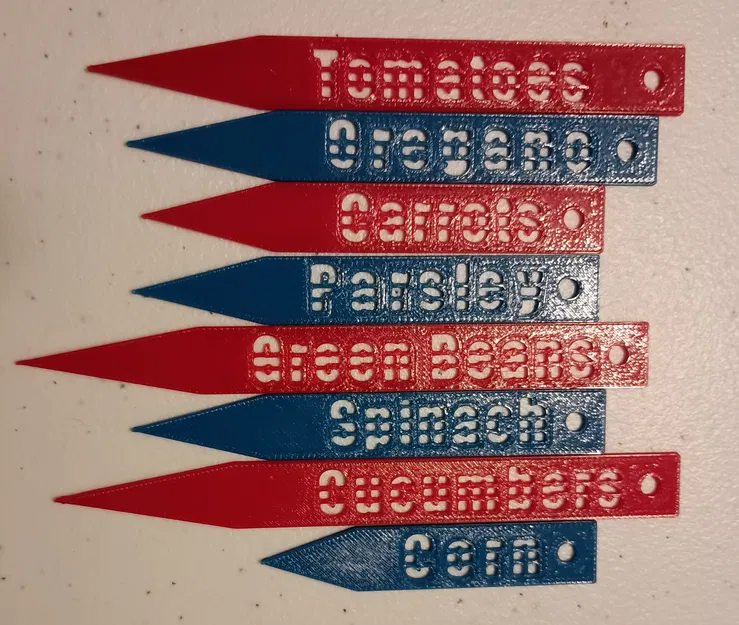 Tomatoes
Oregano
Carrots
Parsley
Green Beans
Spinach
Cucumbers
Corn